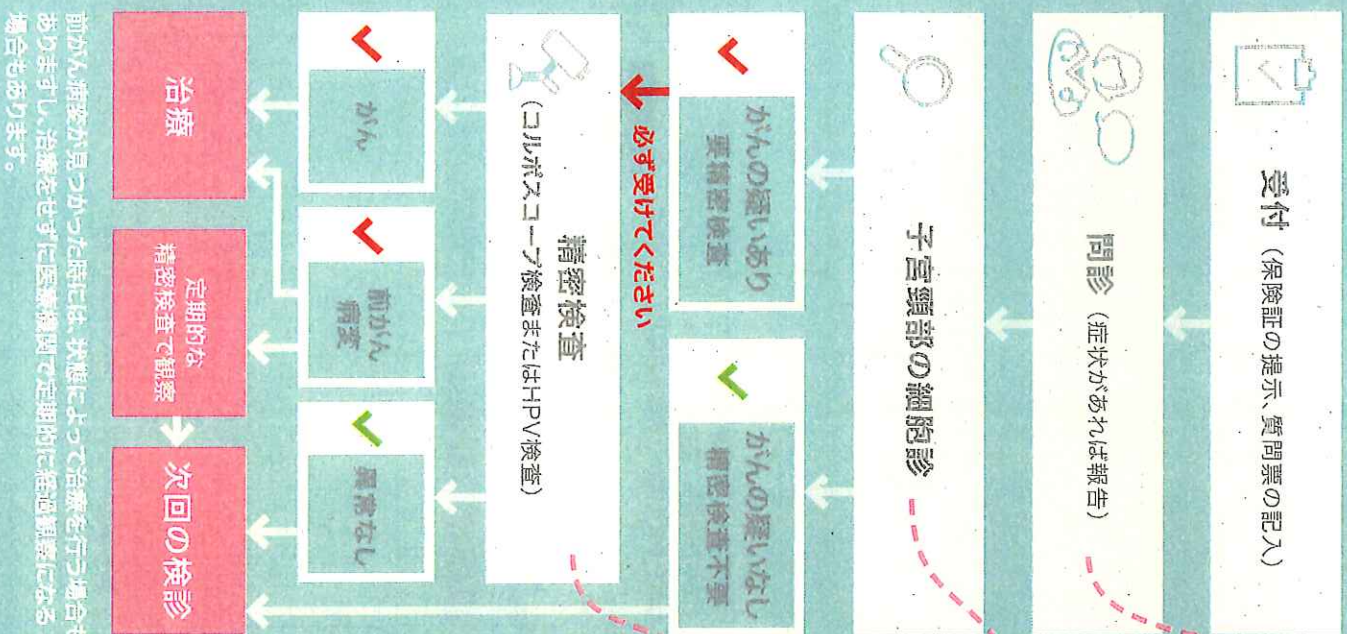 受付（保険証の提示、質問票の記入）
問診（症状があれば報告）
子宮頸部の細胞診
がんの疑いあり
要精密検査
がんの疑いなし
精密検査不要
必ず受けてください
精密検査
（コルポスコープ検査またはHPV検査）
がん
前がん
病変
異常なし
治療
定期的な
精密検査で観察
次回の検診
前がん病変が見つかった時には、状態によって治療を行う場合も
ありますし、治療をせずに医療機関で定期的に経過観察になる
場合もあります。